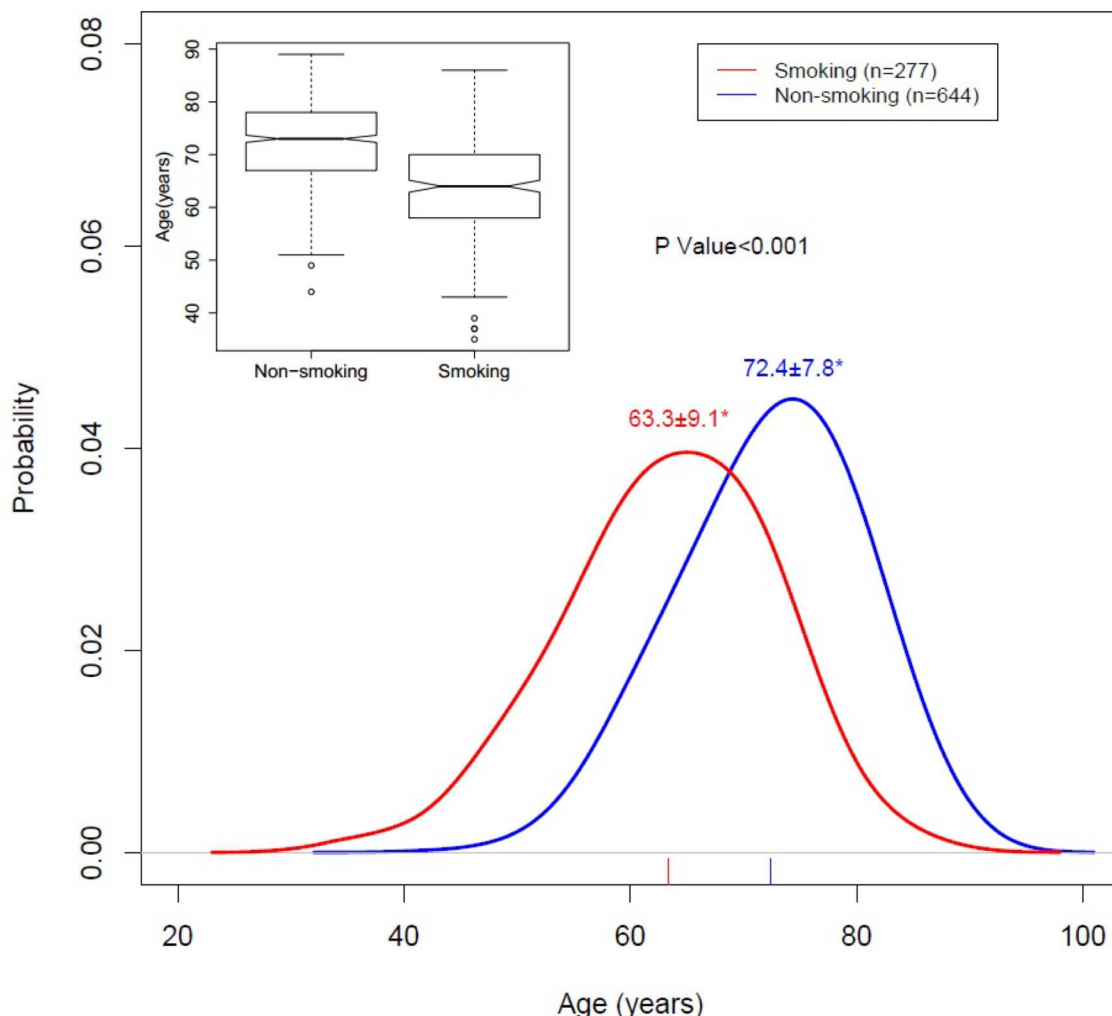 0.08
0.06
0.04
0.02
0.00
Probability
90
80
70
60
50
40
Age(years)
Non-smoking
Smoking
Smoking (n=277)
Non-smoking (n=644)
P Value<0.001
72.4±7.8*
63.3±9.1*
20
40
60
80
100
Age (years)